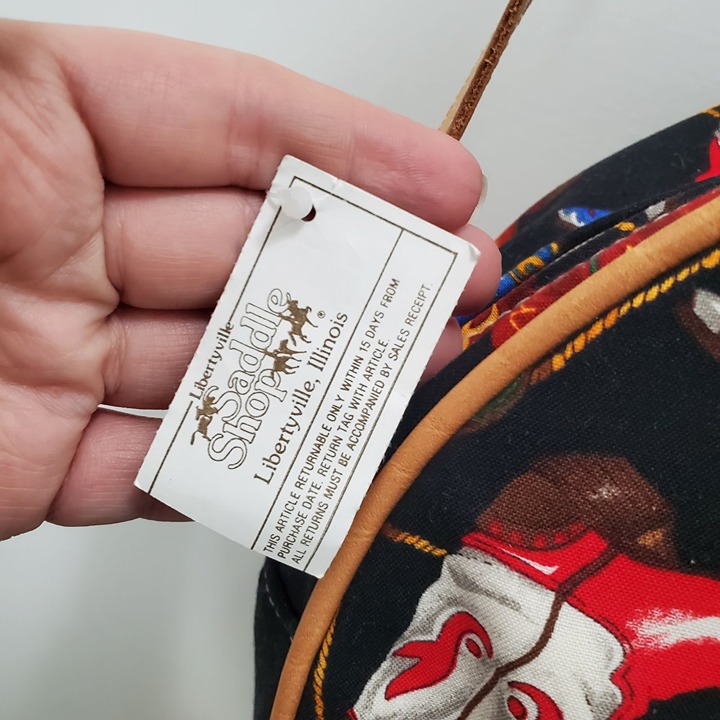 Libertyville
Saddle
Shop
®
Libertyville, Illinois
THIS ARTICLE RETURNABLE ONLY WITHIN 15 DAYS FROM
PURCHASE DATE. RETURN TAG WITH ARTICLE.
ALL RETURNS MUST BE ACCOMPANIED BY SALES RECEIPT.